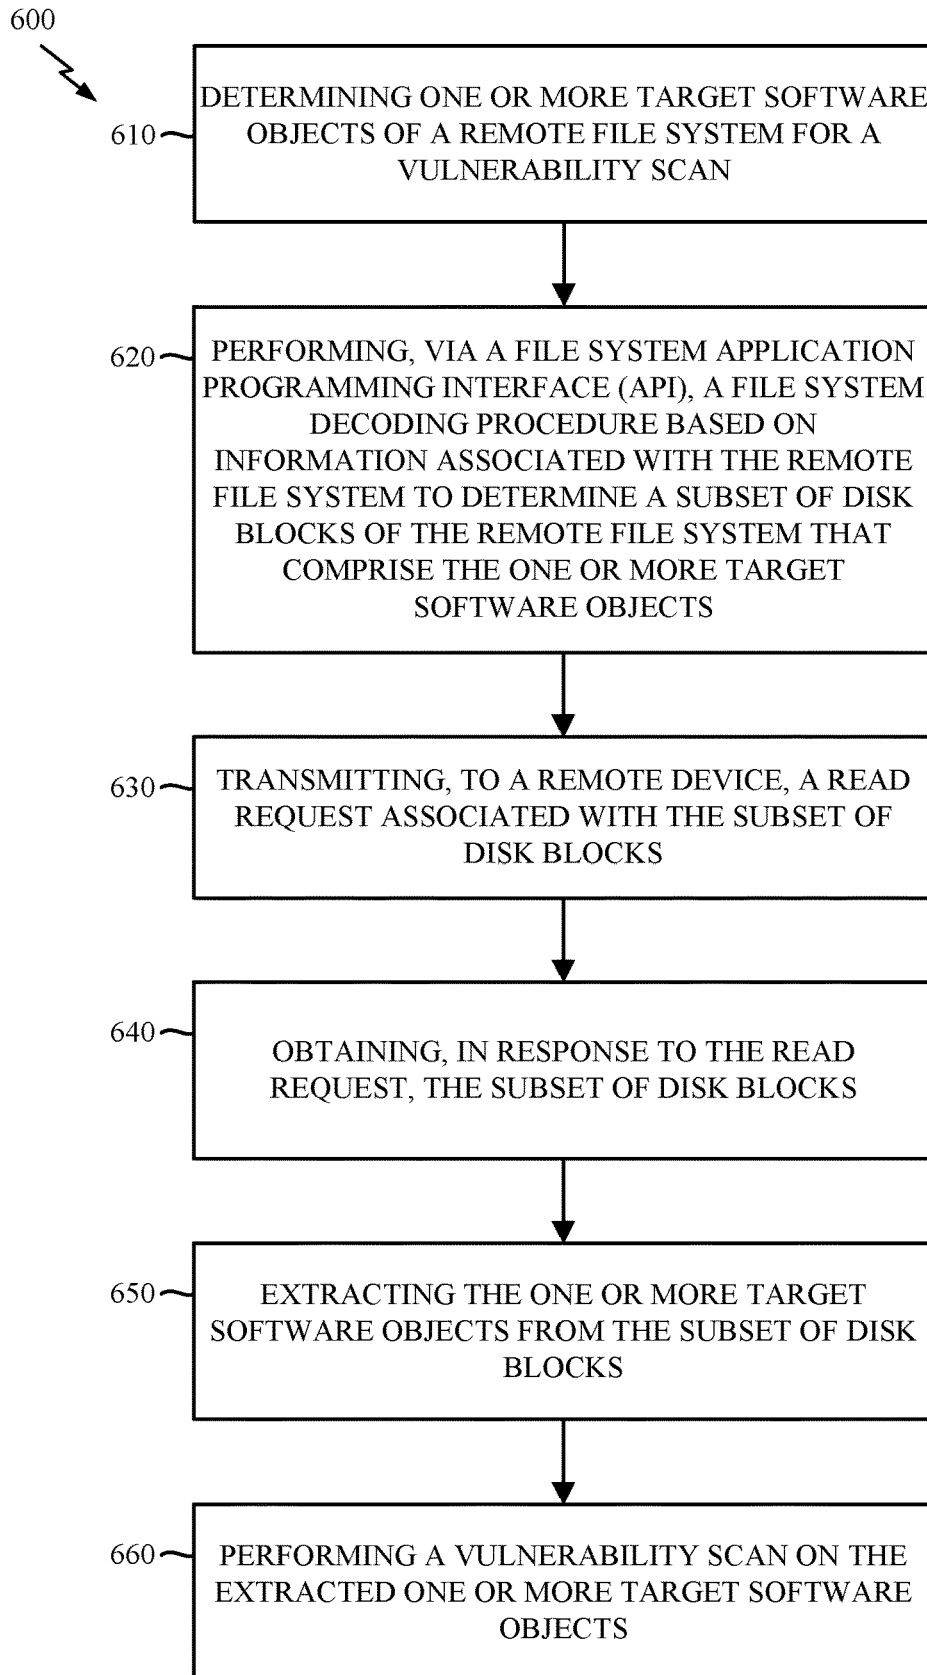 600
610
DETERMINING ONE OR MORE TARGET SOFTWARE
OBJECTS OF A REMOTE FILE SYSTEM FOR A
VULNERABILITY SCAN
620
PERFORMING, VIA A FILE SYSTEM APPLICATION
PROGRAMMING INTERFACE (API), A FILE SYSTEM
DECODING PROCEDURE BASED ON
INFORMATION ASSOCIATED WITH THE REMOTE
FILE SYSTEM TO DETERMINE A SUBSET OF DISK
BLOCKS OF THE REMOTE FILE SYSTEM THAT
COMPRISE THE ONE OR MORE TARGET
SOFTWARE OBJECTS
630
TRANSMITTING, TO A REMOTE DEVICE, A READ
REQUEST ASSOCIATED WITH THE SUBSET OF
DISK BLOCKS
640
OBTAINING, IN RESPONSE TO THE READ
REQUEST, THE SUBSET OF DISK BLOCKS
650
EXTRACTING THE ONE OR MORE TARGET
SOFTWARE OBJECTS FROM THE SUBSET OF DISK
BLOCKS
660
PERFORMING A VULNERABILITY SCAN ON THE
EXTRACTED ONE OR MORE TARGET SOFTWARE
OBJECTS